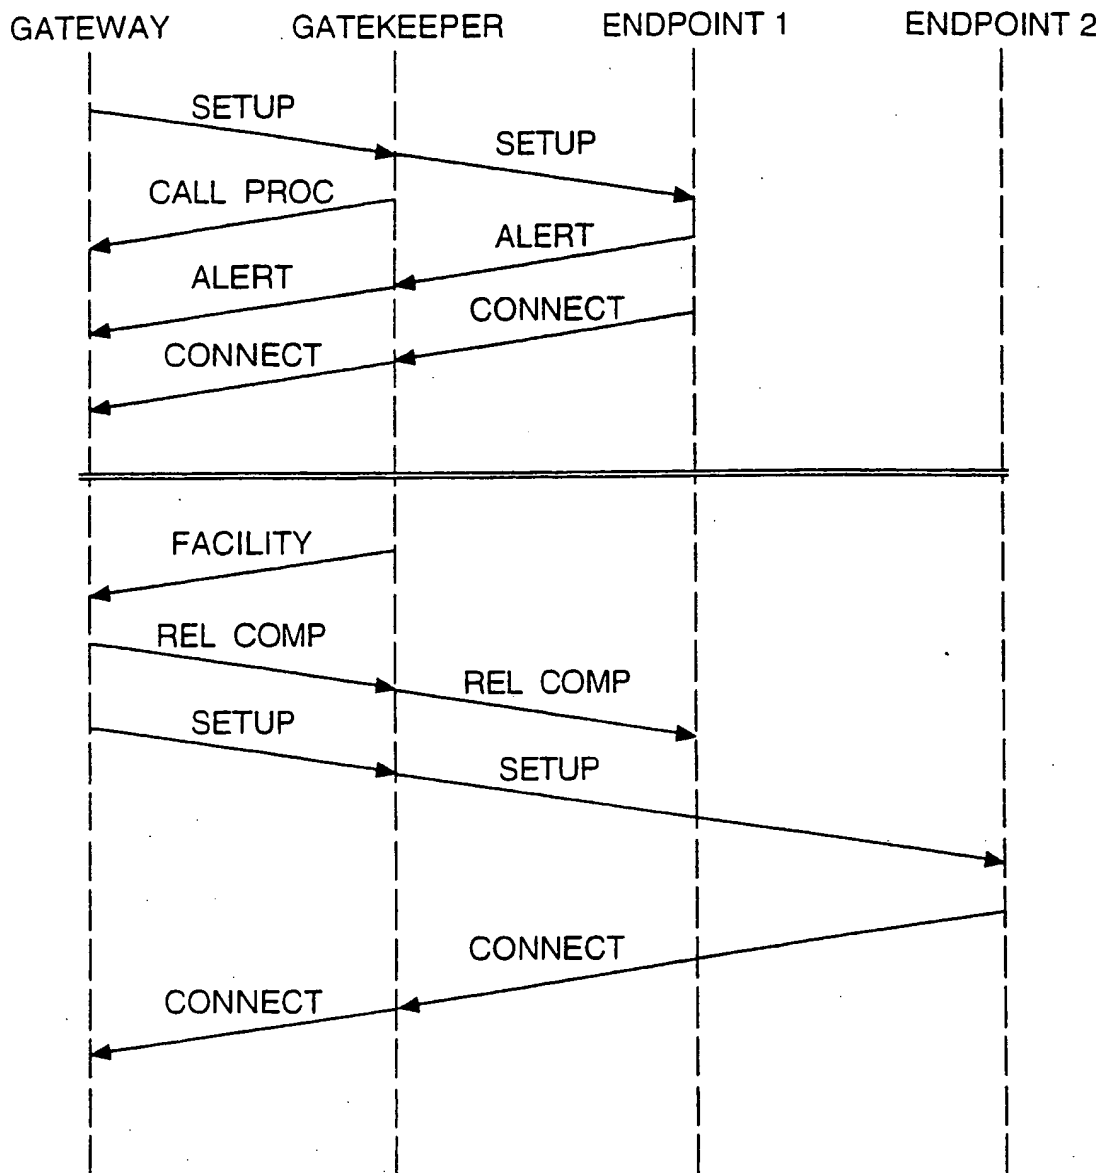 GATEWAY GATEKEEPER ENDPOINT 1 ENDPOINT 2
SETUP
SETUP
CALL PROC
ALERT
ALERT
CONNECT
CONNECT
FACILITY
REL COMP
REL COMP
SETUP
SETUP
CONNECT
CONNECT